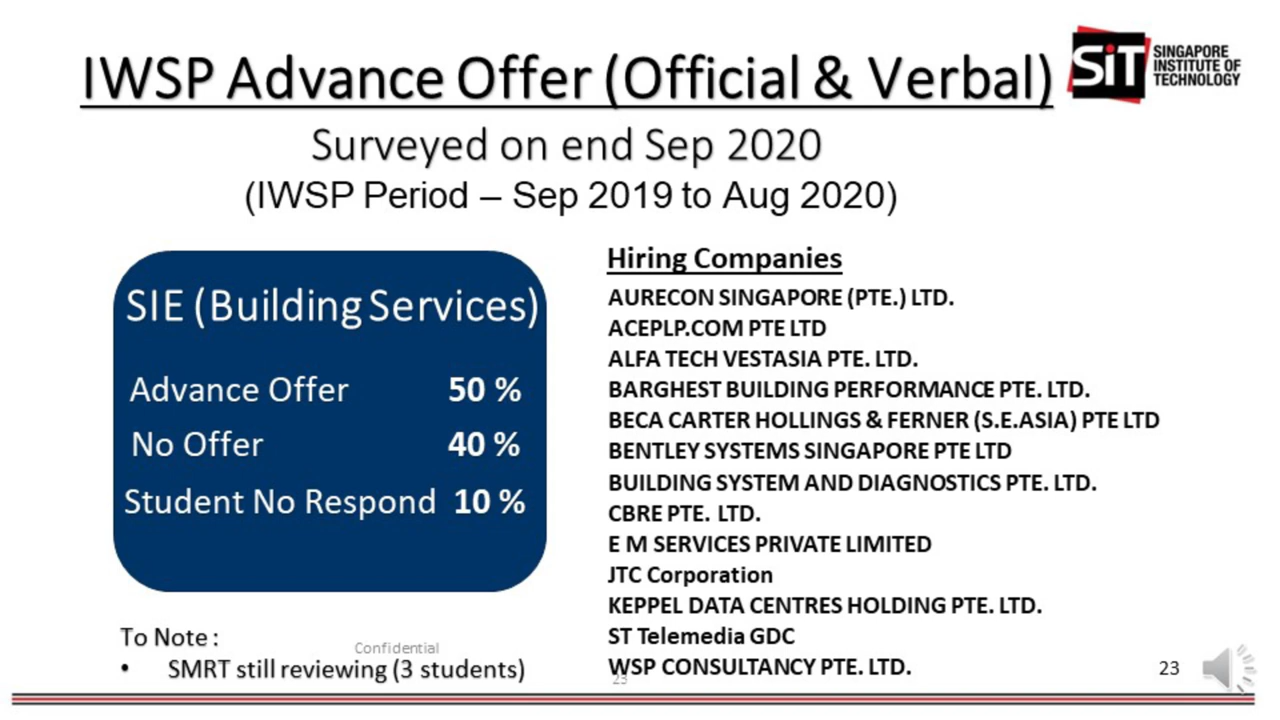 IWSP Advance Offer (Official & Verbal)
SiT
SINGAPORE
INSTITUTE OF
TECHNOLOGY
Surveyed on end Sep 2020
(IWSP Period – Sep 2019 to Aug 2020)
SIE (Building Services)
Advance Offer 50 %
No Offer 40 %
Student No Respond 10 %
To Note :
Confidential
• SMRT still reviewing (3 students)
Hiring Companies
AURECON SINGAPORE (PTE.) LTD.
ACEPLP.COM PTE LTD
ALFA TECH VESTASIA PTE. LTD.
BARGHEST BUILDING PERFORMANCE PTE. LTD.
BECA CARTER HOLLINGS & FERNER (S.E.ASIA) PTE LTD
BENTLEY SYSTEMS SINGAPORE PTE LTD
BUILDING SYSTEM AND DIAGNOSTICS PTE. LTD.
CBRE PTE. LTD.
E M SERVICES PRIVATE LIMITED
JTC Corporation
KEPPEL DATA CENTRES HOLDING PTE. LTD.
ST Telemedia GDC
WSP CONSULTANCY PTE. LTD.
23
23